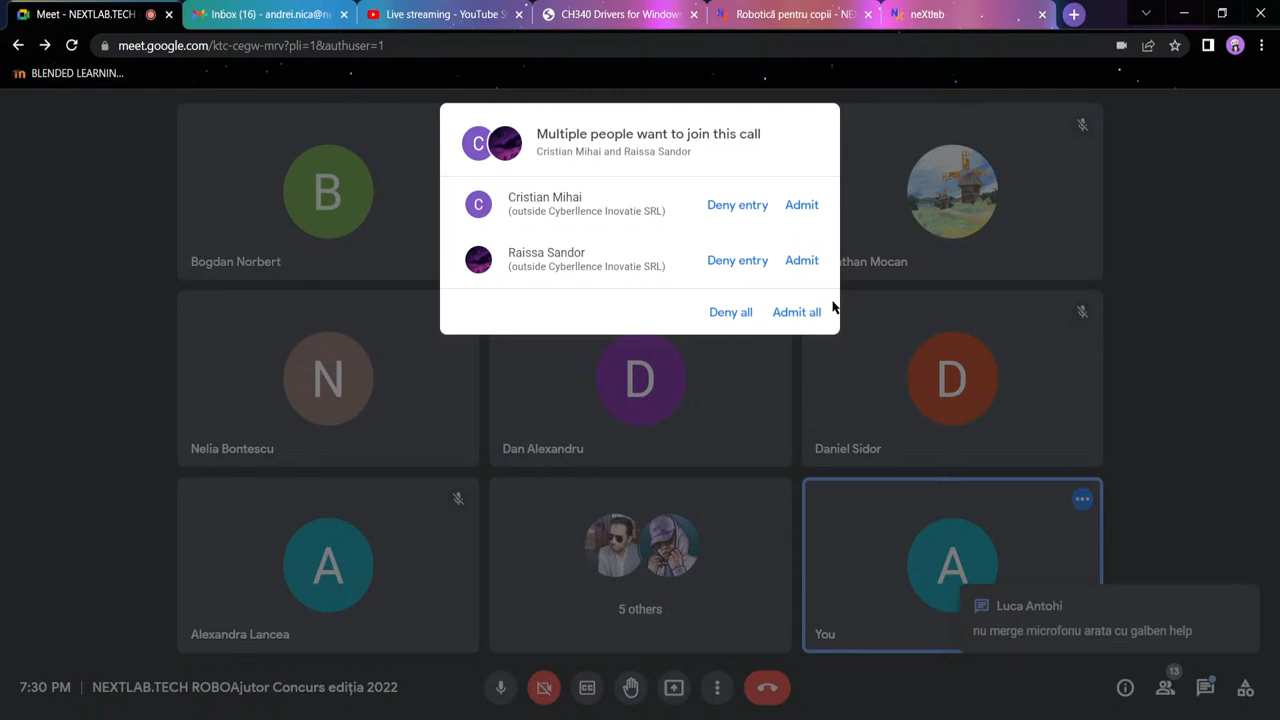 Meet - NEXTLAB.TECH
Inbox (16) - andrei.nica@ne
Live streaming - YouTube S
CH340 Drivers for Windows
Robotică pentru copii - NE
neXtlab
meet.google.com/ktc-cegw-mrv?pli=1&authuser=1
BLENDED LEARNIN...
C
Multiple people want to join this call
Cristian Mihai and Raissa Sandor
C
Cristian Mihai
(outside Cyberllence Inovatie SRL)
Deny entry
Admit
Raissa Sandor
(outside Cyberllence Inovatie SRL)
Deny entry
Admit
Deny all
Admit all
B
Bogdan Norbert
Mocan
N
Nelia Bontescu
D
Dan Alexandru
D
Daniel Sidor
A
Alexandra Lancea
5 others
A
You
Luca Antohi
nu merge microfonu arata cu galben help
7:30 PM
NEXTLAB.TECH ROBOAjutor Concurs ediția 2022
CC
13